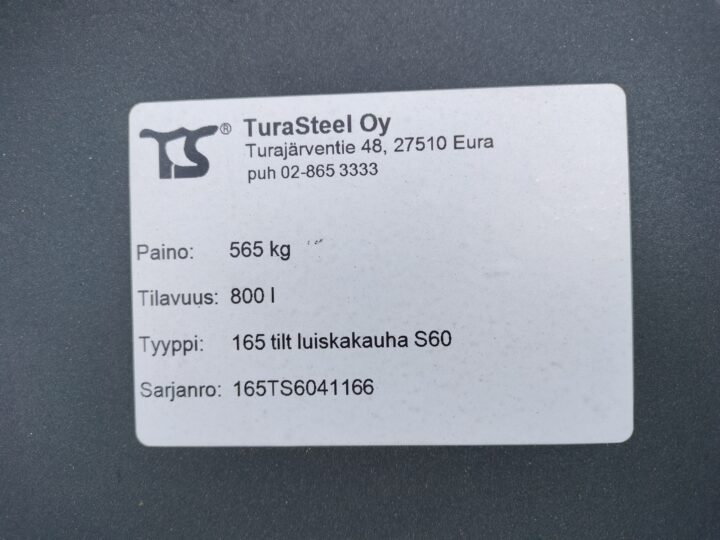 TS® TuraSteel Oy
Turajärventie 48, 27510 Eura
puh 02-865 3333
Paino: 565 kg
Tilavuus: 800 l
Tyyppi: 165 tilt luiskakauha S60
Sarjanro: 165TS6041166